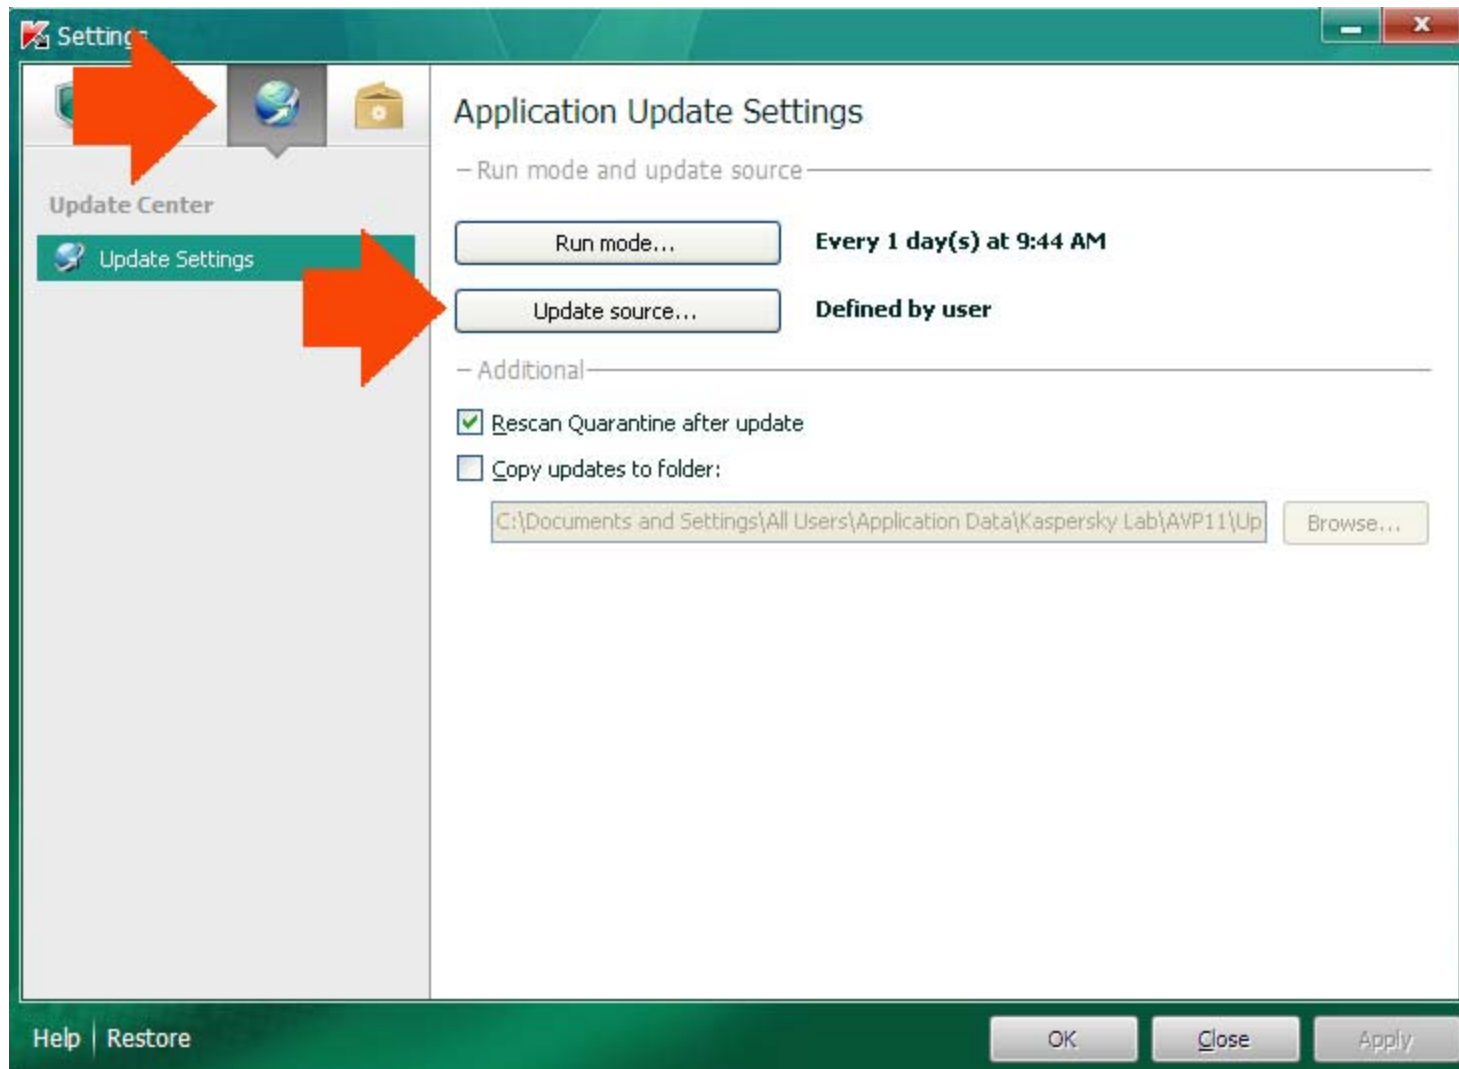 Settings
Application Update Settings
Run mode and update source
Update Center
Update Settings
Run mode...
Every 1 day(s) at 9:44 AM
Update source...
Defined by user
Additional
Rescan Quarantine after update
Copy updates to folder:
C:\Documents and Settings\All Users\Application Data\Kaspersky Lab\AVP11\Up
Browse...
Help
Restore
OK
Close
Apply